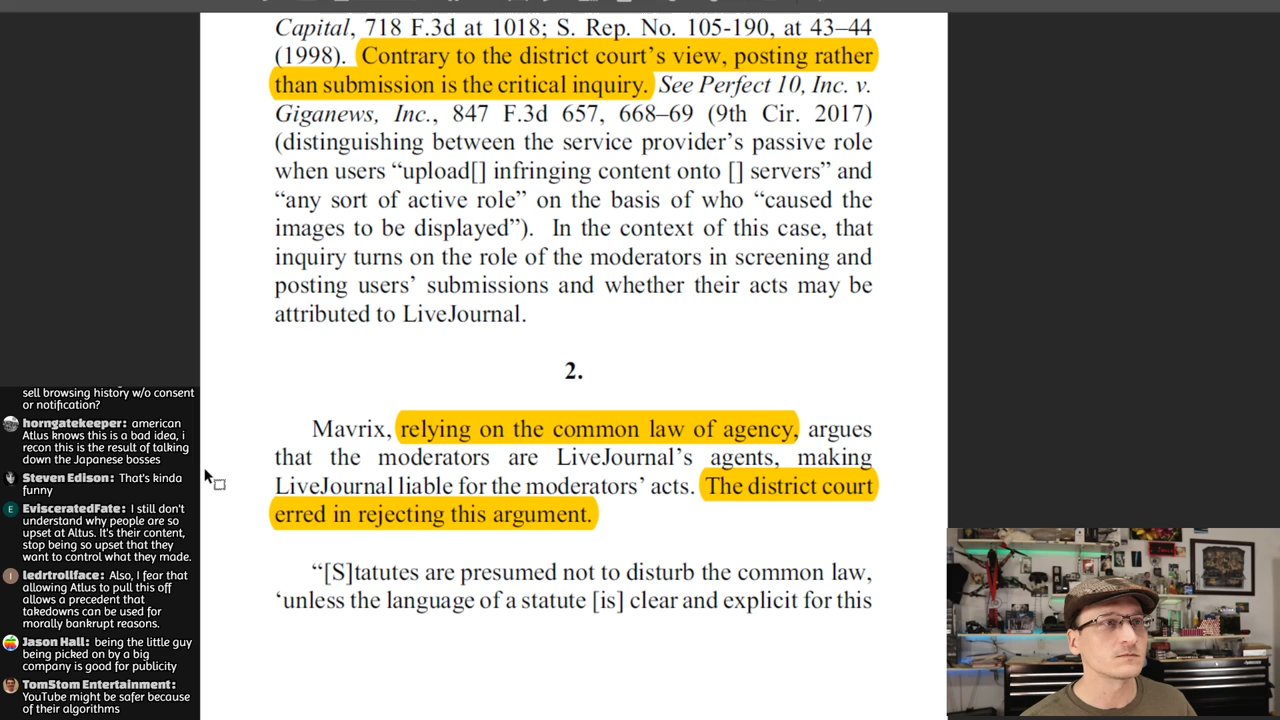 Capital, 718 F.3d at 1018; S. Rep. No. 105-190, at 43–44
(1998). Contrary to the district court’s view, posting rather
than submission is the critical inquiry. See Perfect 10, Inc. v.
Giganews, Inc., 847 F.3d 657, 668–69 (9th Cir. 2017)
(distinguishing between the service provider’s passive role
when users “upload[] infringing content onto [] servers” and
“any sort of active role” on the basis of who “caused the
images to be displayed”). In the context of this case, that
inquiry turns on the role of the moderators in screening and
posting users’ submissions and whether their acts may be
attributed to LiveJournal.
2.
Mavrix, relying on the common law of agency, argues
that the moderators are LiveJournal’s agents, making
LiveJournal liable for the moderators’ acts. The district court
erred in rejecting this argument.
“[S]tatutes are presumed not to disturb the common law,
‘unless the language of a statute [is] clear and explicit for this
sell browsing history w/o consent
or notification?
horngatekeeper: american
Atlus knows this is a bad idea, i
recon this is the result of talking
down the Japanese bosses
Steven Edison: That's kinda
funny
E
EvisceratedFate: I still don't
understand why people are so
upset at Altus. It's their content,
stop being so upset that they
want to control what they made.
l
ledrtrollface: Also, I fear that
allowing Atlus to pull this off
allows a precedent that
takedowns can be used for
morally bankrupt reasons.
Jason Hall: being the little guy
being picked on by a big
company is good for publicity
TomStom Entertainment:
YouTube might be safer because
of their algorithms